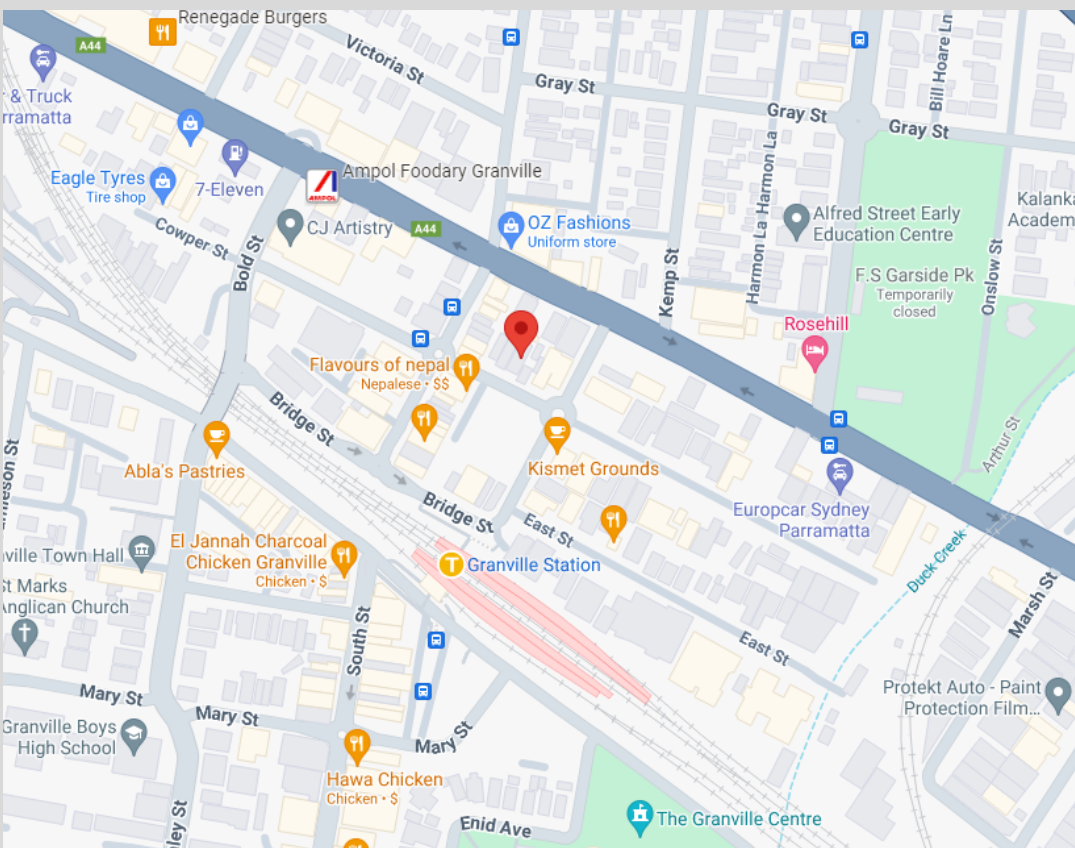 Renegade Burgers
A44
Victoria St
Gray St
Bill Hoare Ln
& Truck
Gray St
Gray St
Harmon La
Harmon La
Eagle Tyres
Tire shop
7-Eleven
Ampol Foodary Granville
AMPOL
OZ Fashions
Uniform store
Alfred Street Early
Education Centre
Cowper St
CJ Artistry
A44
Bold St
Kemp St
F.S Garside Pk
Temporarily
closed
Onslow St
Rosehill
Flavours of nepal
Nepalese • $$
Bridge St
Arthur St
Abla's Pastries
Kismet Grounds
Bridge St
East St
Europcar Sydney
Parramatta
El Jannah Charcoal
Chicken Granville
Chicken • $
T
Granville Station
Town Hall
St Marks
Anglican Church
Duck Creek
Marsh St
South St
East St
Mary St
Mary St
Mary St
Protekt Auto - Paint
Protection Film...
Granville Boys
High School
Hawa Chicken
Chicken • $
Enid Ave
The Granville Centre